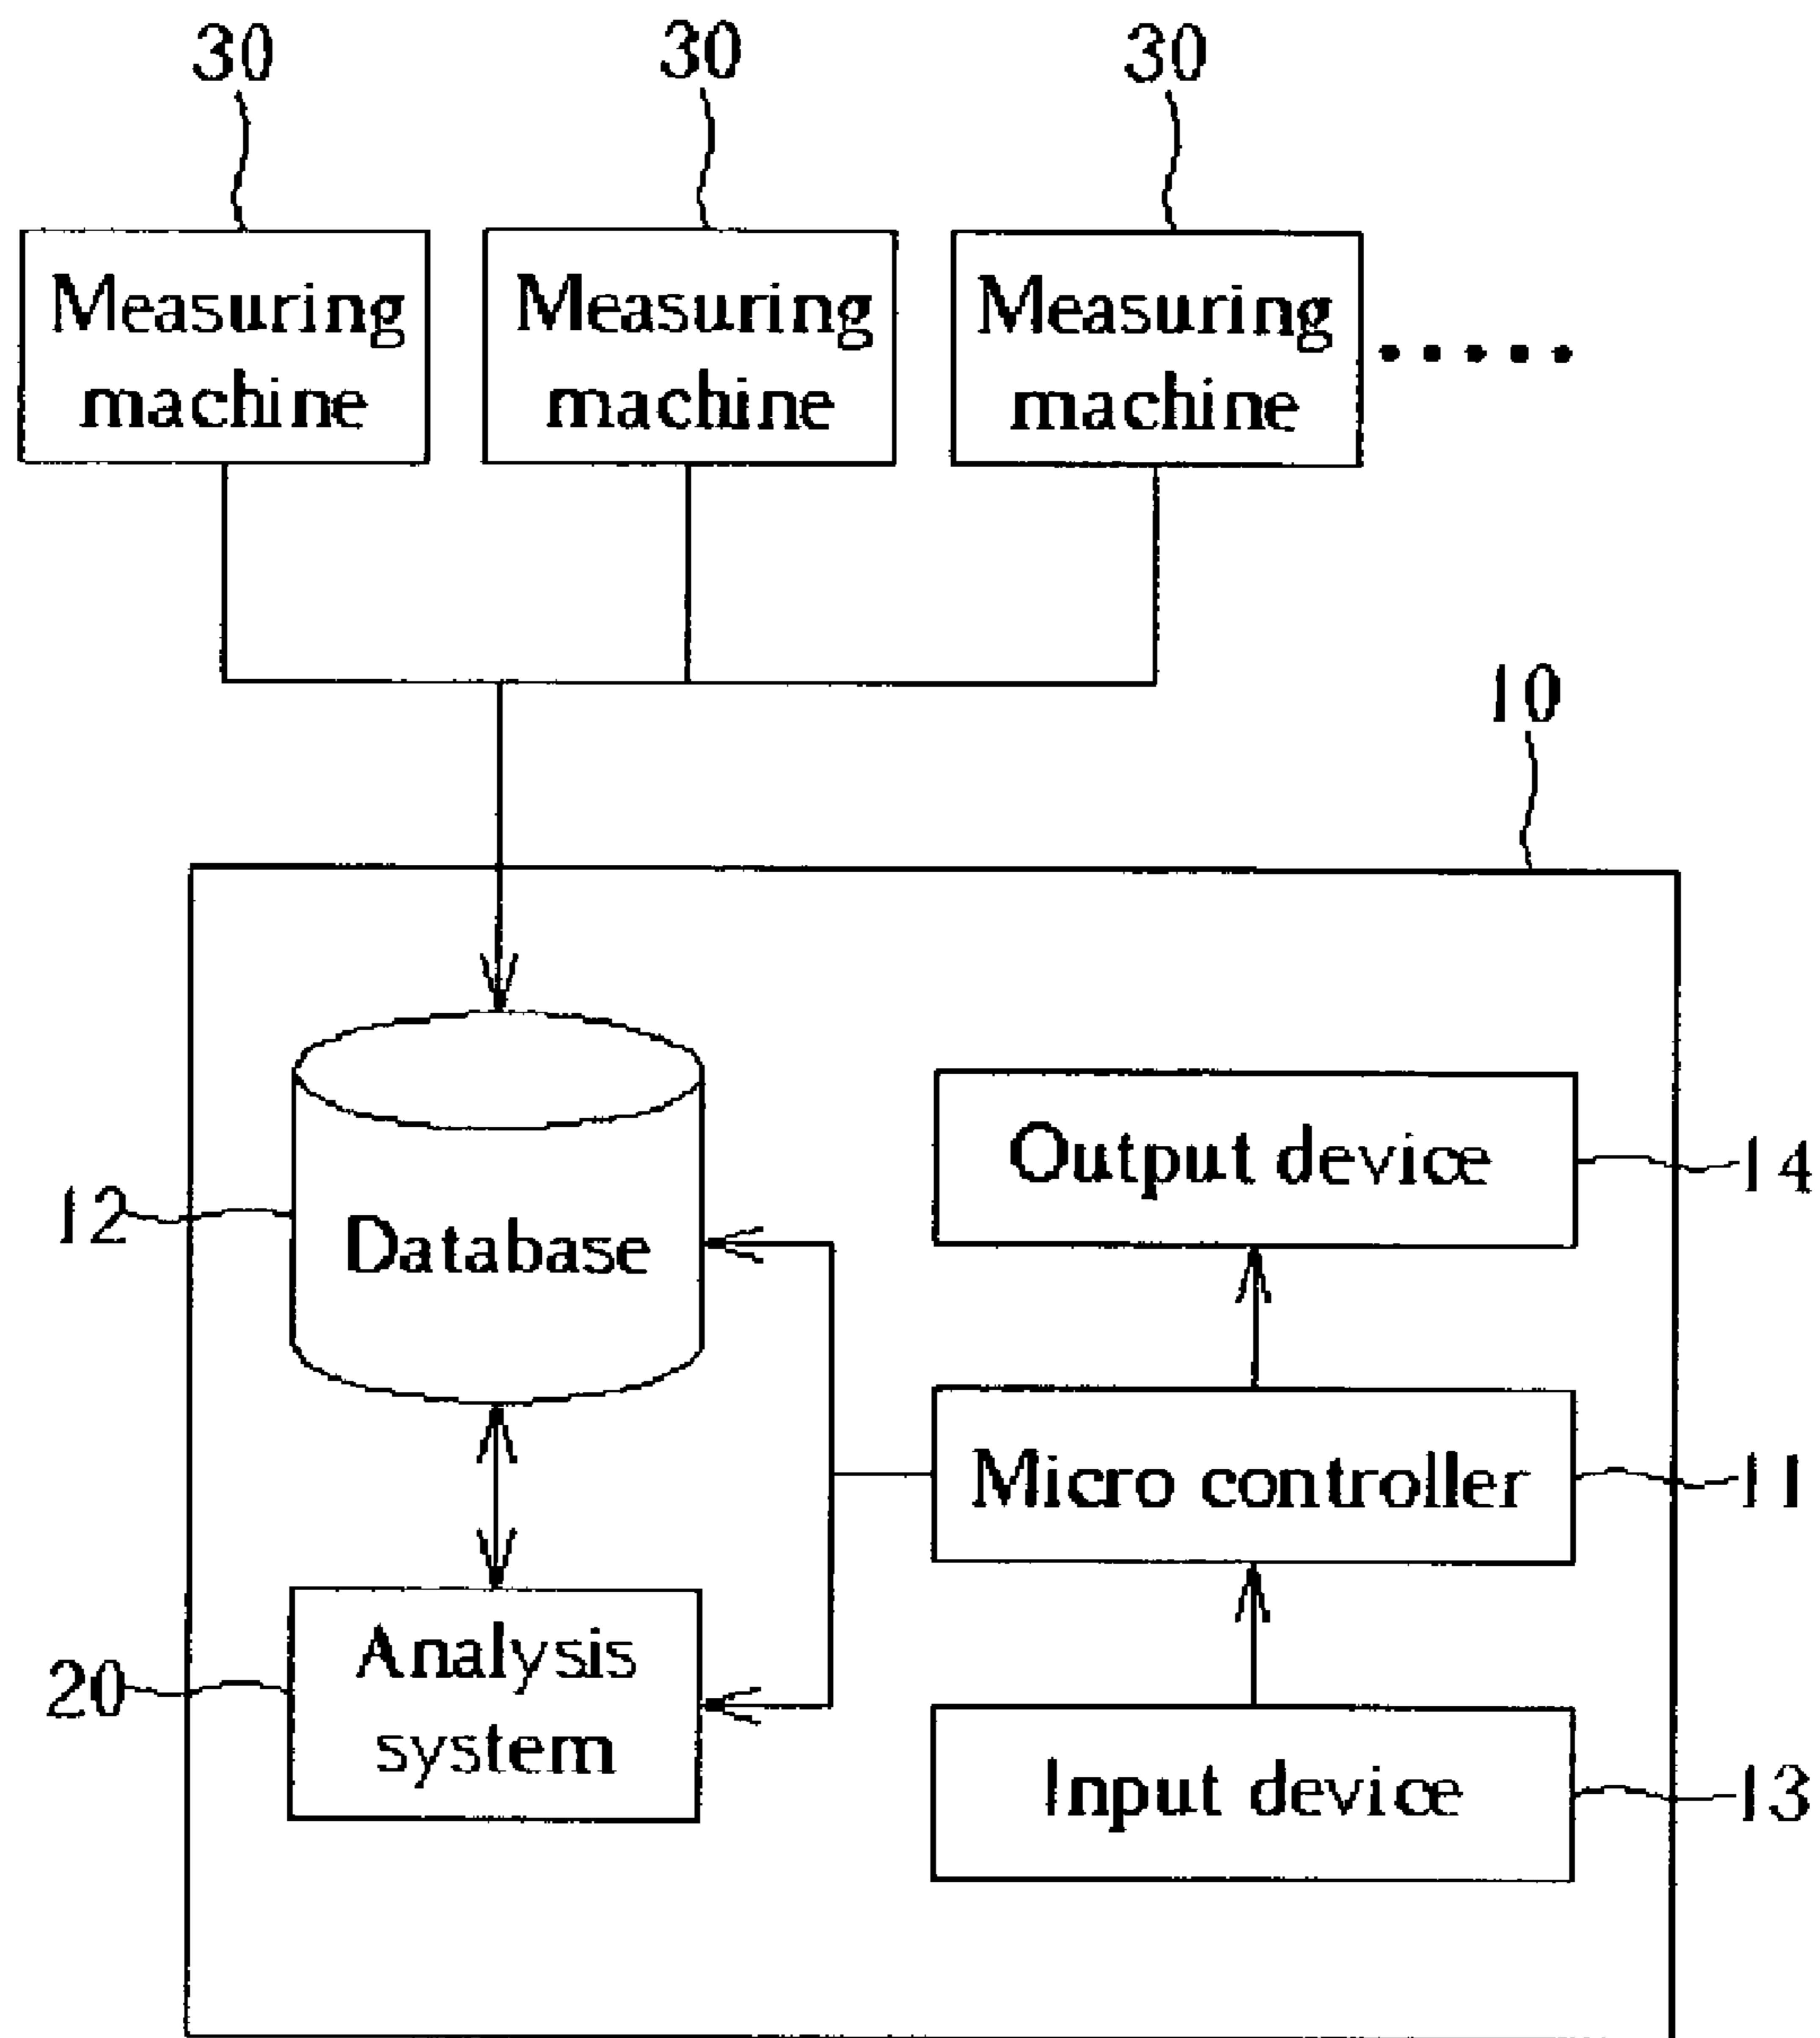 30 30 30
Measuring Measuring Measuring
machine machine machine
10
Output device 14
12 Database
Micro controller 11
Analysis
20
system
Input device 13